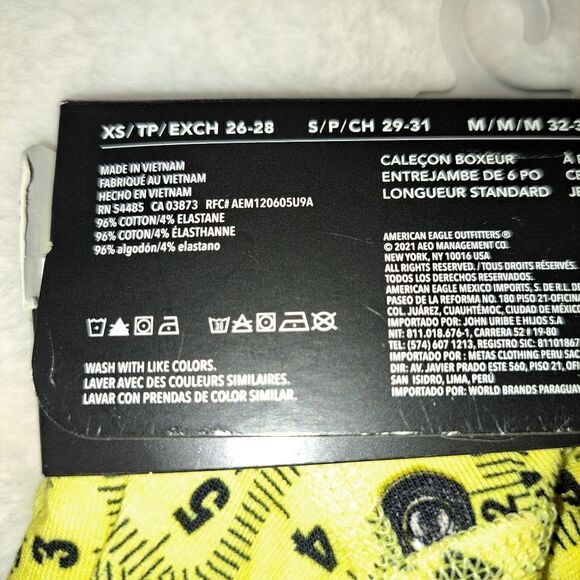 XS/TP/EXCH 26-28 S/P/CH 29-31 M/M/M 32-3
MADE IN VIETNAM
FABRIQUÉ AU VIETNAM
HECHO EN VIETNAM
RN 54485 CA 03873 RFC# AEM120605U9A
96% COTTON/4% ELASTANE
96% COTON/4% ÉLASTHANNE
96% algodón/4% elastano
WASH WITH LIKE COLORS.
LAVER AVEC DES COULEURS SIMILAIRES.
LAVAR CON PRENDAS DE COLOR SIMILAR.
CALEÇON BOXEUR
ENTREJAMBE DE 6 PO
LONGUEUR STANDARD
AMERICAN EAGLE OUTFITTERS®
© 2021 AEO MANAGEMENT CO.
NEW YORK, NY 10016 USA
ALL RIGHTS RESERVED./TOUS DROITS RÉSERVÉS.
TODOS LOS DERECHOS RESERVADOS.
AMERICAN EAGLE MEXICO IMPORTS, S. DE R.L. DE
PASEO DE LA REFORMA NO. 180 PISO 21-OFICINA
COL. JUÁREZ, CUAUHTÉMOC, CIUDAD DE MÉXICO
IMPORTADO POR: JOHN URIBE E HIJOS S.A
NIT: 811.018.676-1, CARRERA 52 # 19-80
TEL: (574) 607 1213, REGISTRO SIC: 81101867
IMPORTADO POR: METAS CLOTHING PERU SAC
DIR: AV. JAVIER PRADO ESTE 560, PISO 21, OFI
SAN ISIDRO, LIMA, PERÚ
IMPORTADO POR: WORLD BRANDS PARAGUA
3 5 4 2